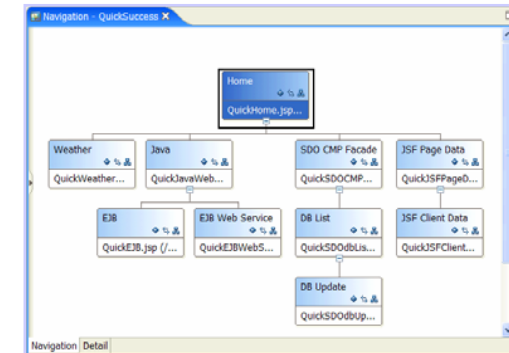 Navigation - QuickSuccess
Home
QuickHome.jsp...
Weather
QuickWeather...
Java
QuickJavaWeb...
SDO CMP Facade
QuickSDOCMP...
JSF Page Data
QuickJSFPageD...
EJB
QuickEJB.jsp (/...
EJB Web Service
QuickEJBWebS...
DB List
QuickSDOdbLis...
JSF Client Data
QuickJSFClient...
DB Update
QuickSDOdbUp...
Navigation Detail